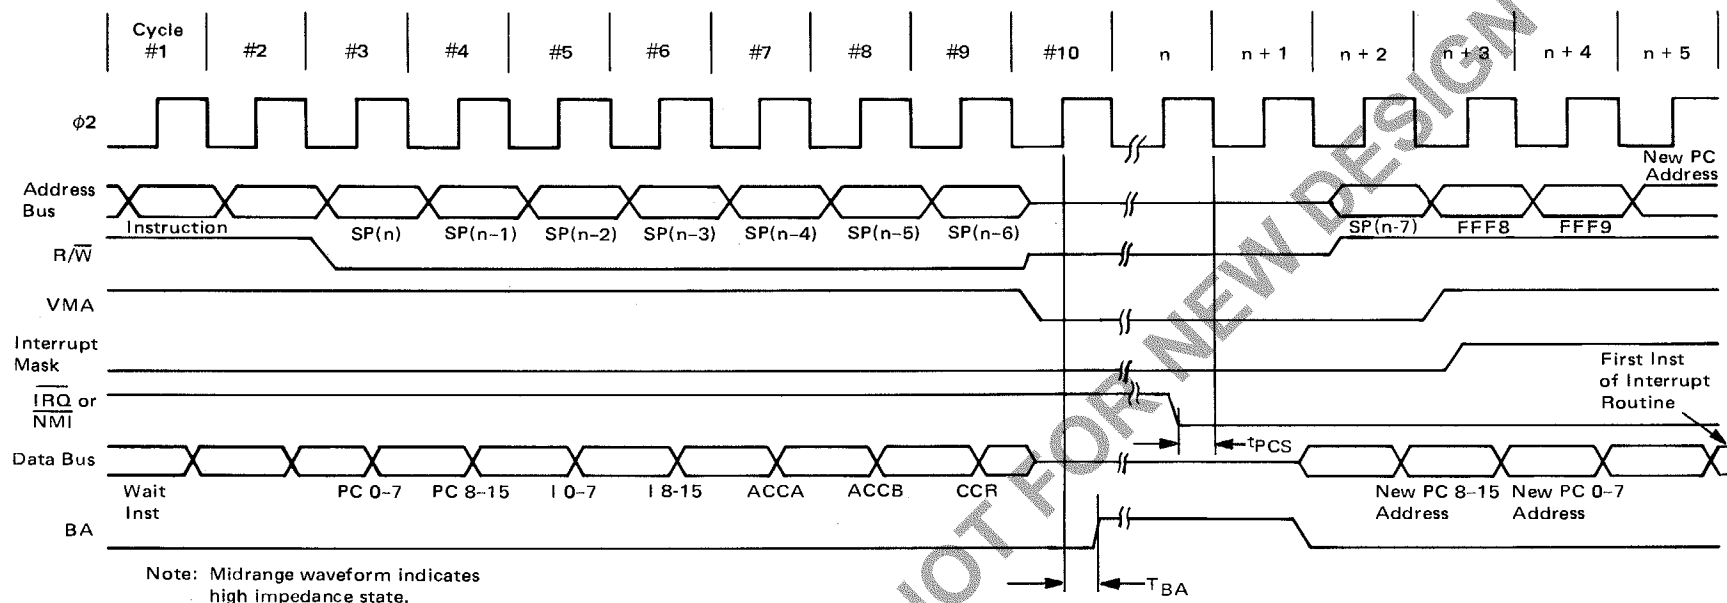 Cycle
#1 #2 #3 #4 #5 #6 #7 #8 #9 #10 n n + 1 n + 2 n + 3 n + 4 n + 5
ϕ2
New PC
Address
Address
Bus
Instruction SP(n) SP(n-1) SP(n-2) SP(n-3) SP(n-4) SP(n-5) SP(n-6) SP(n-7) FFF8 FFF9
R/W̅
VMA
Interrupt
Mask
First Inst
of Interrupt
Routine
I̅R̅Q̅ or
N̅M̅I̅
tPCS
Data Bus
Wait
Inst
PC 0-7 PC 8-15 I 0-7 I 8-15 ACCA ACCB CCR
New PC 8-15
Address
New PC 0-7
Address
BA
TBA
Note: Midrange waveform indicates
high impedance state.
NOT FOR NEW DESIGN